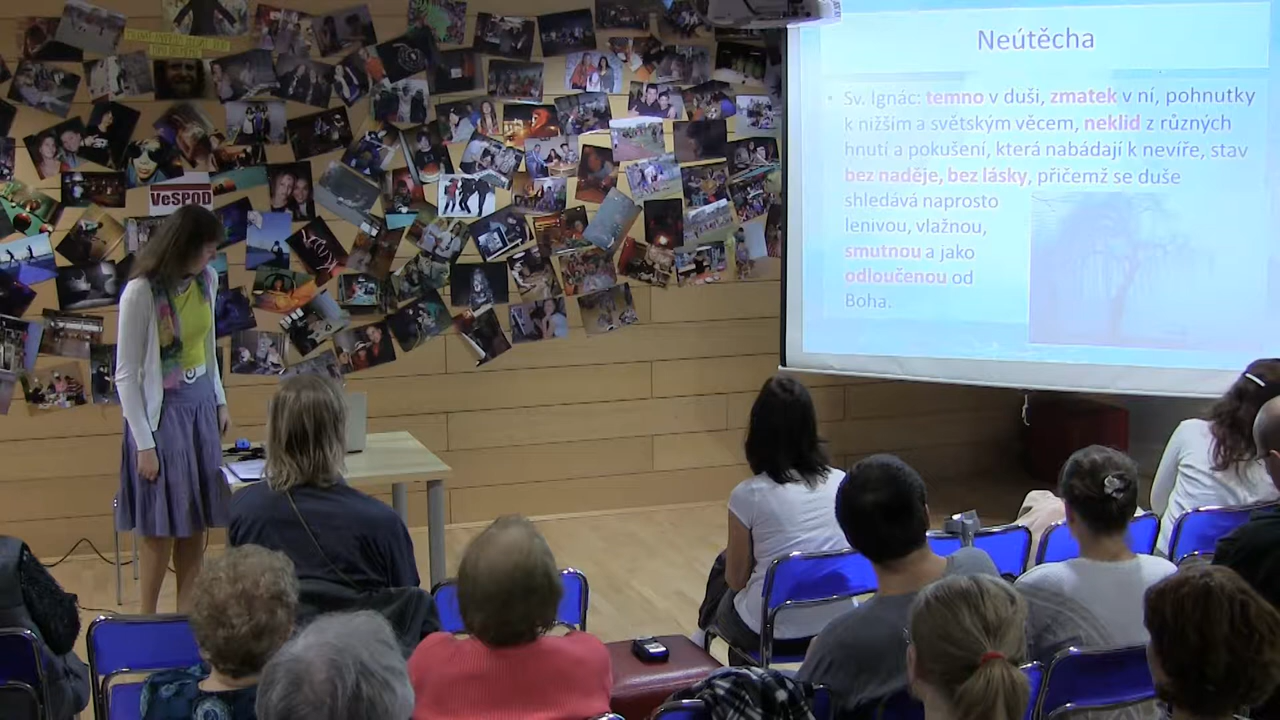 Neútěcha
• Sv. Ignác: temno v duši, zmatek v ní, pohnutky
k nižším a světským věcem, neklid z různých
hnutí a pokušení, která nabádají k nevíře, stav
bez naděje, bez lásky, přičemž se duše
shledává naprosto
lenivou, vlažnou,
smutnou a jako
odloučenou od
Boha.
VeSPOD